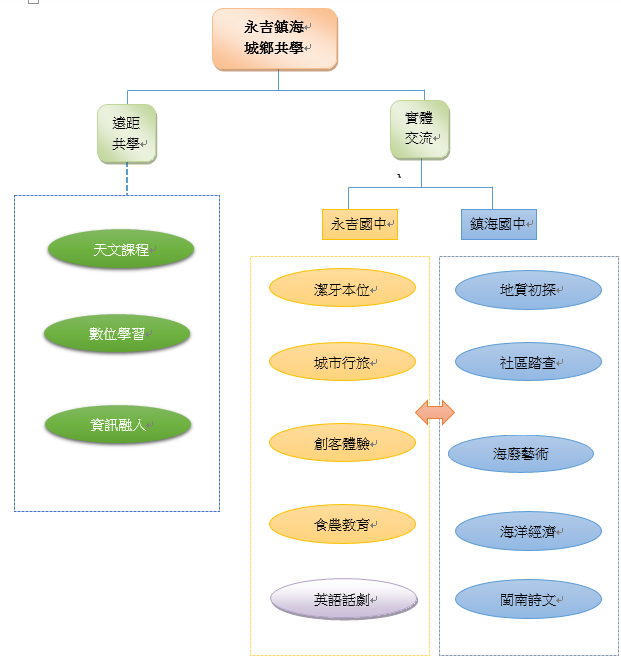 永吉鎮海
城鄉共學
遠距
共學
實體
交流
、
永吉國中
鎮海國中
天文課程
數位學習
資訊融入
潔牙本位
城市行旅
創客體驗
食農教育
英語話劇
地質初探
社區踏查
海廢藝術
海洋經濟
閩南詩文